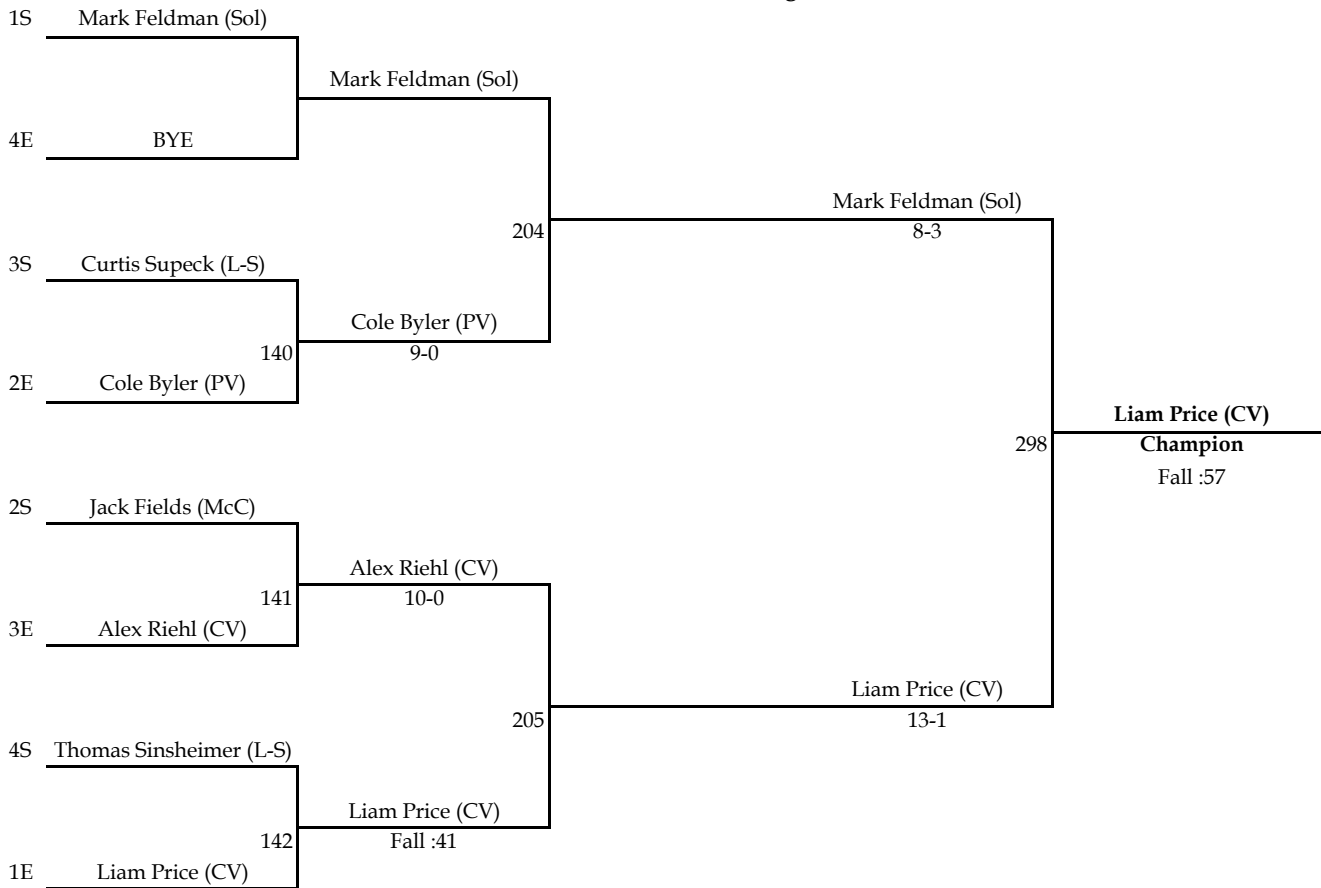 1S Mark Feldman (Sol)
Mark Feldman (Sol)
4E BYE
Mark Feldman (Sol)
204 8-3
3S Curtis Supeck (L-S)
Cole Byler (PV)
140 9-0
2E Cole Byler (PV)
Liam Price (CV)
298 Champion
Fall :57
2S Jack Fields (McC)
Alex Riehl (CV)
141 10-0
3E Alex Riehl (CV)
Liam Price (CV)
205 13-1
4S Thomas Sinsheimer (L-S)
Liam Price (CV)
142 Fall :41
1E Liam Price (CV)